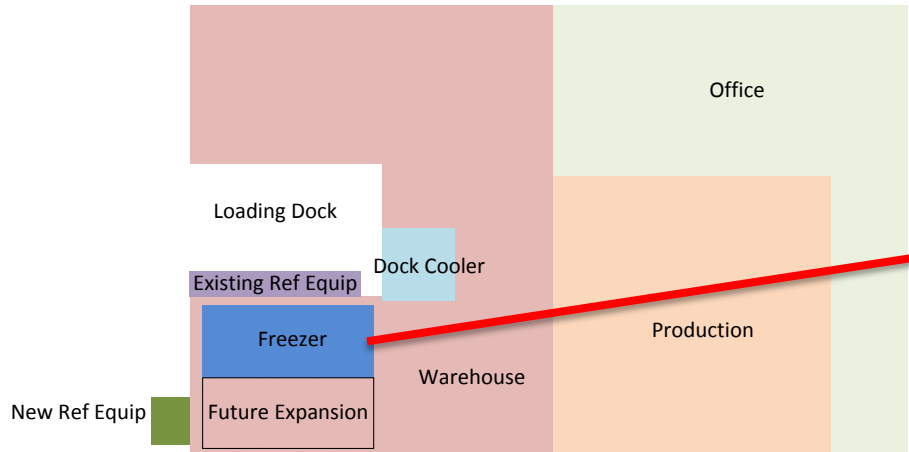 Office
Loading Dock
Dock Cooler
Existing Ref Equip
Freezer
Production
Warehouse
New Ref Equip
Future Expansion